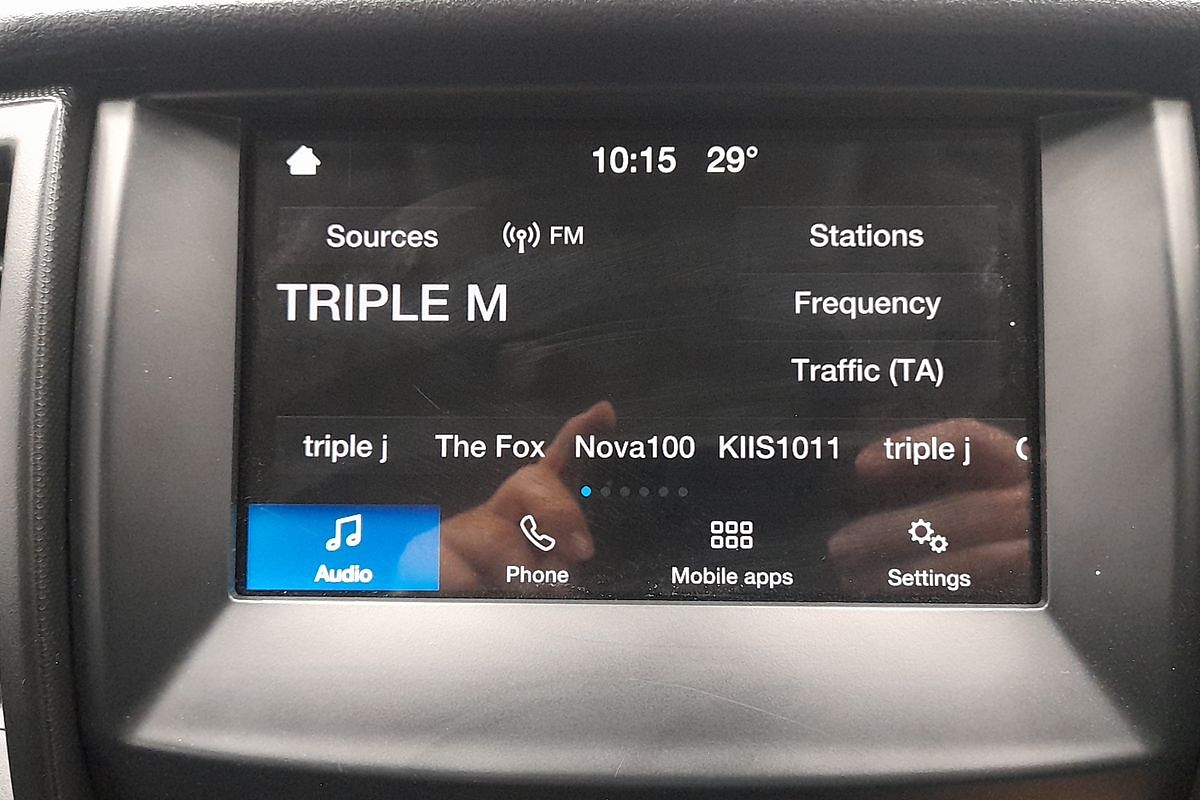 10:15 29°
Sources FM Stations
TRIPLE M Frequency
Traffic (TA)
triple j The Fox Nova100 KIIS1011 triple j
Audio Phone Mobile apps Settings